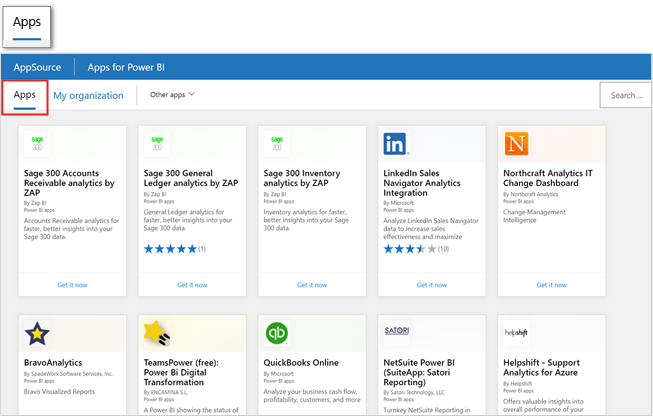 Apps
AppSource
Apps for Power BI
Apps
My organization
Other apps
Search ...
sage
300
Sage 300 Accounts
Receivable analytics by
ZAP
By Zap BI
Power BI apps
Accounts Receivable analytics for
faster, better insights into your
Sage 300 data.
Get it now
sage
300
Sage 300 General
Ledger analytics by ZAP
By Zap BI
Power BI apps
General Ledger analytics for
faster, better insights into your
Sage 300 data.
(1)
Get it now
sage
300
Sage 300 Inventory
analytics by ZAP
By Zap BI
Power BI apps
Inventory analytics for faster,
better insights into your Sage
300 data.
Get it now
in
LinkedIn Sales
Navigator Analytics
Integration
By Microsoft
Power BI apps
Analyze LinkedIn Sales Navigator
data to increase sales
effectiveness and maximize
(10)
Get it now
N
Northcraft Analytics IT
Change Dashboard
By Northcraft Analytics
Power BI apps
Change Management
Intelligence
Get it now
BravoAnalytics
By SpadeWorx Software Services, Inc.
Power BI apps
Bravo Visualized Reports
TeamsPower (free):
Power Bi Digital
Transformation
By ENCAMINA S.L.
Power BI apps
A Power BI showing the status of
qb
QuickBooks Online
By Microsoft
Power BI apps
Analyze your business cash flow,
profitability, customers, and more
SATORI
NetSuite Power BI
(SuiteApp: Satori
Reporting)
By Satori Technology, LLC
Power BI apps
Turnkey NetSuite Reporting in
helpshift
Helpshift - Support
Analytics for Azure
By Helpshift
Power BI apps
Offers valuable insights into
overall performance of your